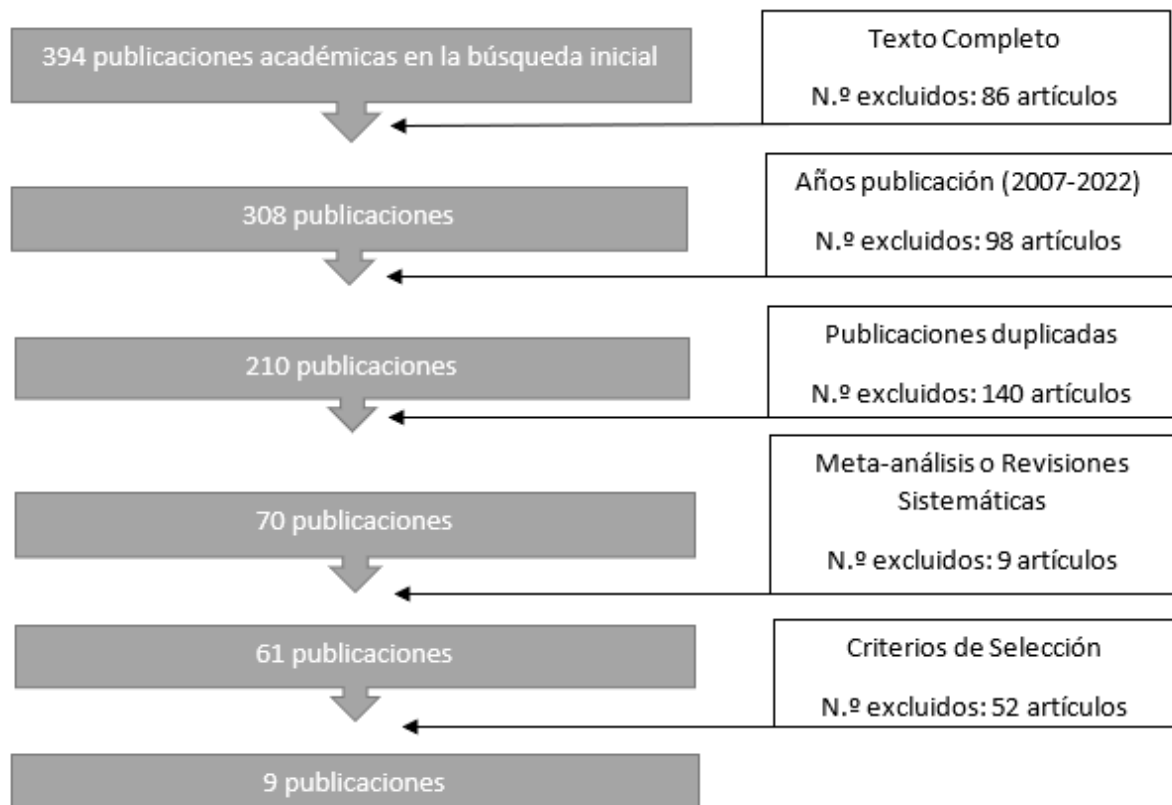 394 publicaciones académicas en la búsqueda inicial
Texto Completo
N.º excluidos: 86 artículos
308 publicaciones
Años publicación (2007-2022)
N.º excluidos: 98 artículos
210 publicaciones
Publicaciones duplicadas
N.º excluidos: 140 artículos
70 publicaciones
Meta-análisis o Revisiones
Sistemáticas
N.º excluidos: 9 artículos
61 publicaciones
Criterios de Selección
N.º excluidos: 52 artículos
9 publicaciones